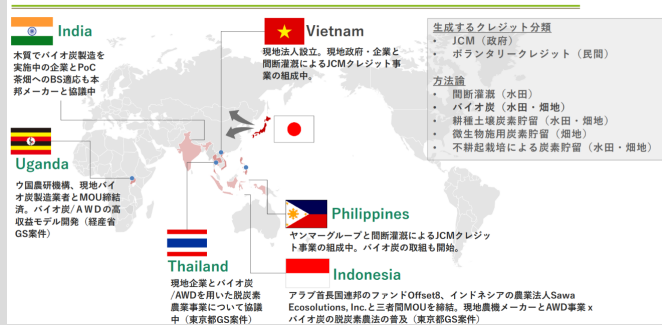 India
木質でバイオ炭製造を
実施中の企業とPoC
茶畑へのBS適応も本
邦メーカーと協議中
Vietnam
現地法人設立。現地政府・企業と
間断灌漑によるJCMクレジット事
業の組成中。
生成するクレジット分類
・ JCM（政府）
・ ボランタリークレジット（民間）
方法論
・ 間断灌漑（水田）
・ バイオ炭（水田・畑地）
・ 耕種土壌炭素貯留（水田・畑地）
・ 微生物施用炭素貯留（畑地）
・ 不耕起栽培による炭素貯留（水田・畑地）
Uganda
ウ国農研機構、現地バイ
オ炭製造業者とMOU締結
済。バイオ炭/AWDの高
収益モデル開発（経産省
GS案件）
Philippines
ヤンマーグループと間断灌漑によるJCMクレジッ
ト事業の組成中。バイオ炭の取組も開始。
Thailand
現地企業とバイオ炭
/AWDを用いた脱炭素
農業事業について協議
中（東京都GS案件）
Indonesia
アラブ首長国連邦のファンドOffset8、インドネシアの農業法人Sawa
Ecosolutions, Incと三者間MOUを締結。現地農機メーカーとAWD事業 x
バイオ炭の脱炭素農法の普及（東京都GS案件）